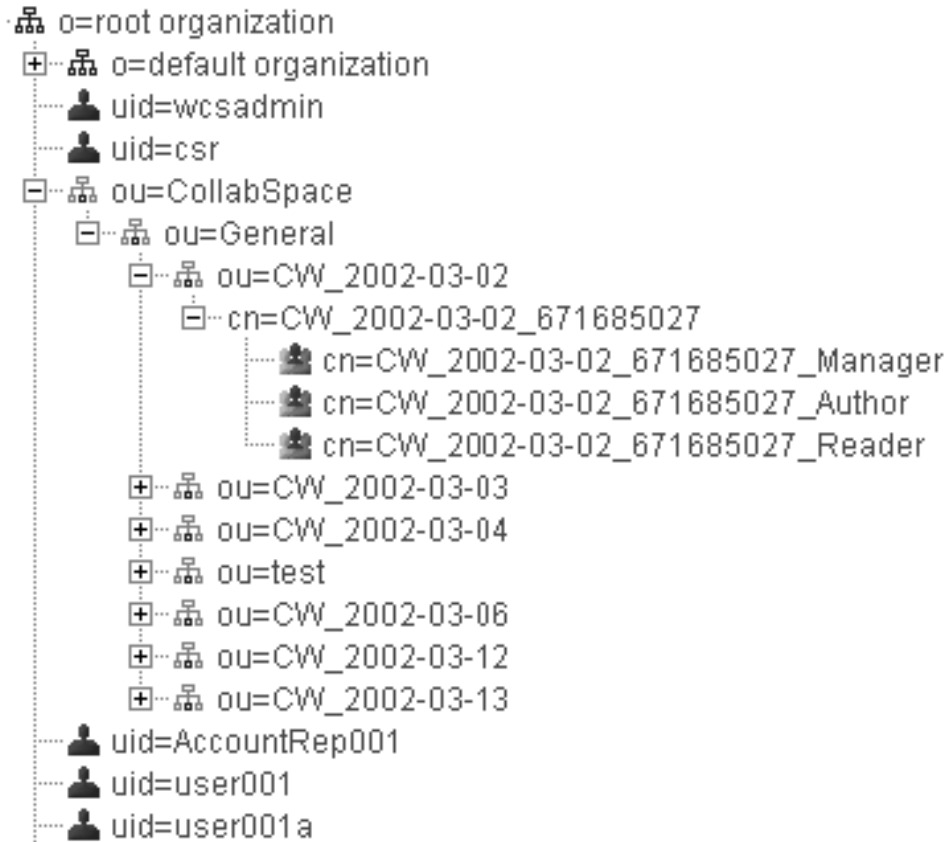 o=root organization
o=default organization
uid=wcsadmin
uid=csr
ou=CollabSpace
ou=General
ou=CW_2002-03-02
cn=CW_2002-03-02_671685027
cn=CW_2002-03-02_671685027_Manager
cn=CW_2002-03-02_671685027_Author
cn=CW_2002-03-02_671685027_Reader
ou=CW_2002-03-03
ou=CW_2002-03-04
ou=test
ou=CW_2002-03-06
ou=CW_2002-03-12
ou=CW_2002-03-13
uid=AccountRep001
uid=user001
uid=user001a